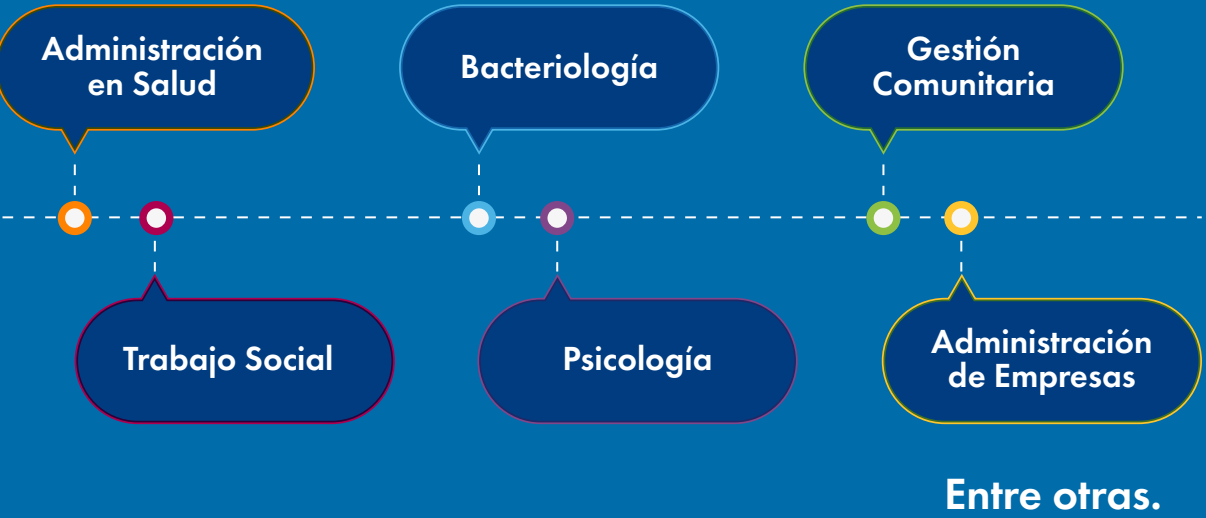 Administración
en Salud
Bacteriología
Gestión
Comunitaria
Trabajo Social
Psicología
Administración
de Empresas
Entre otras.